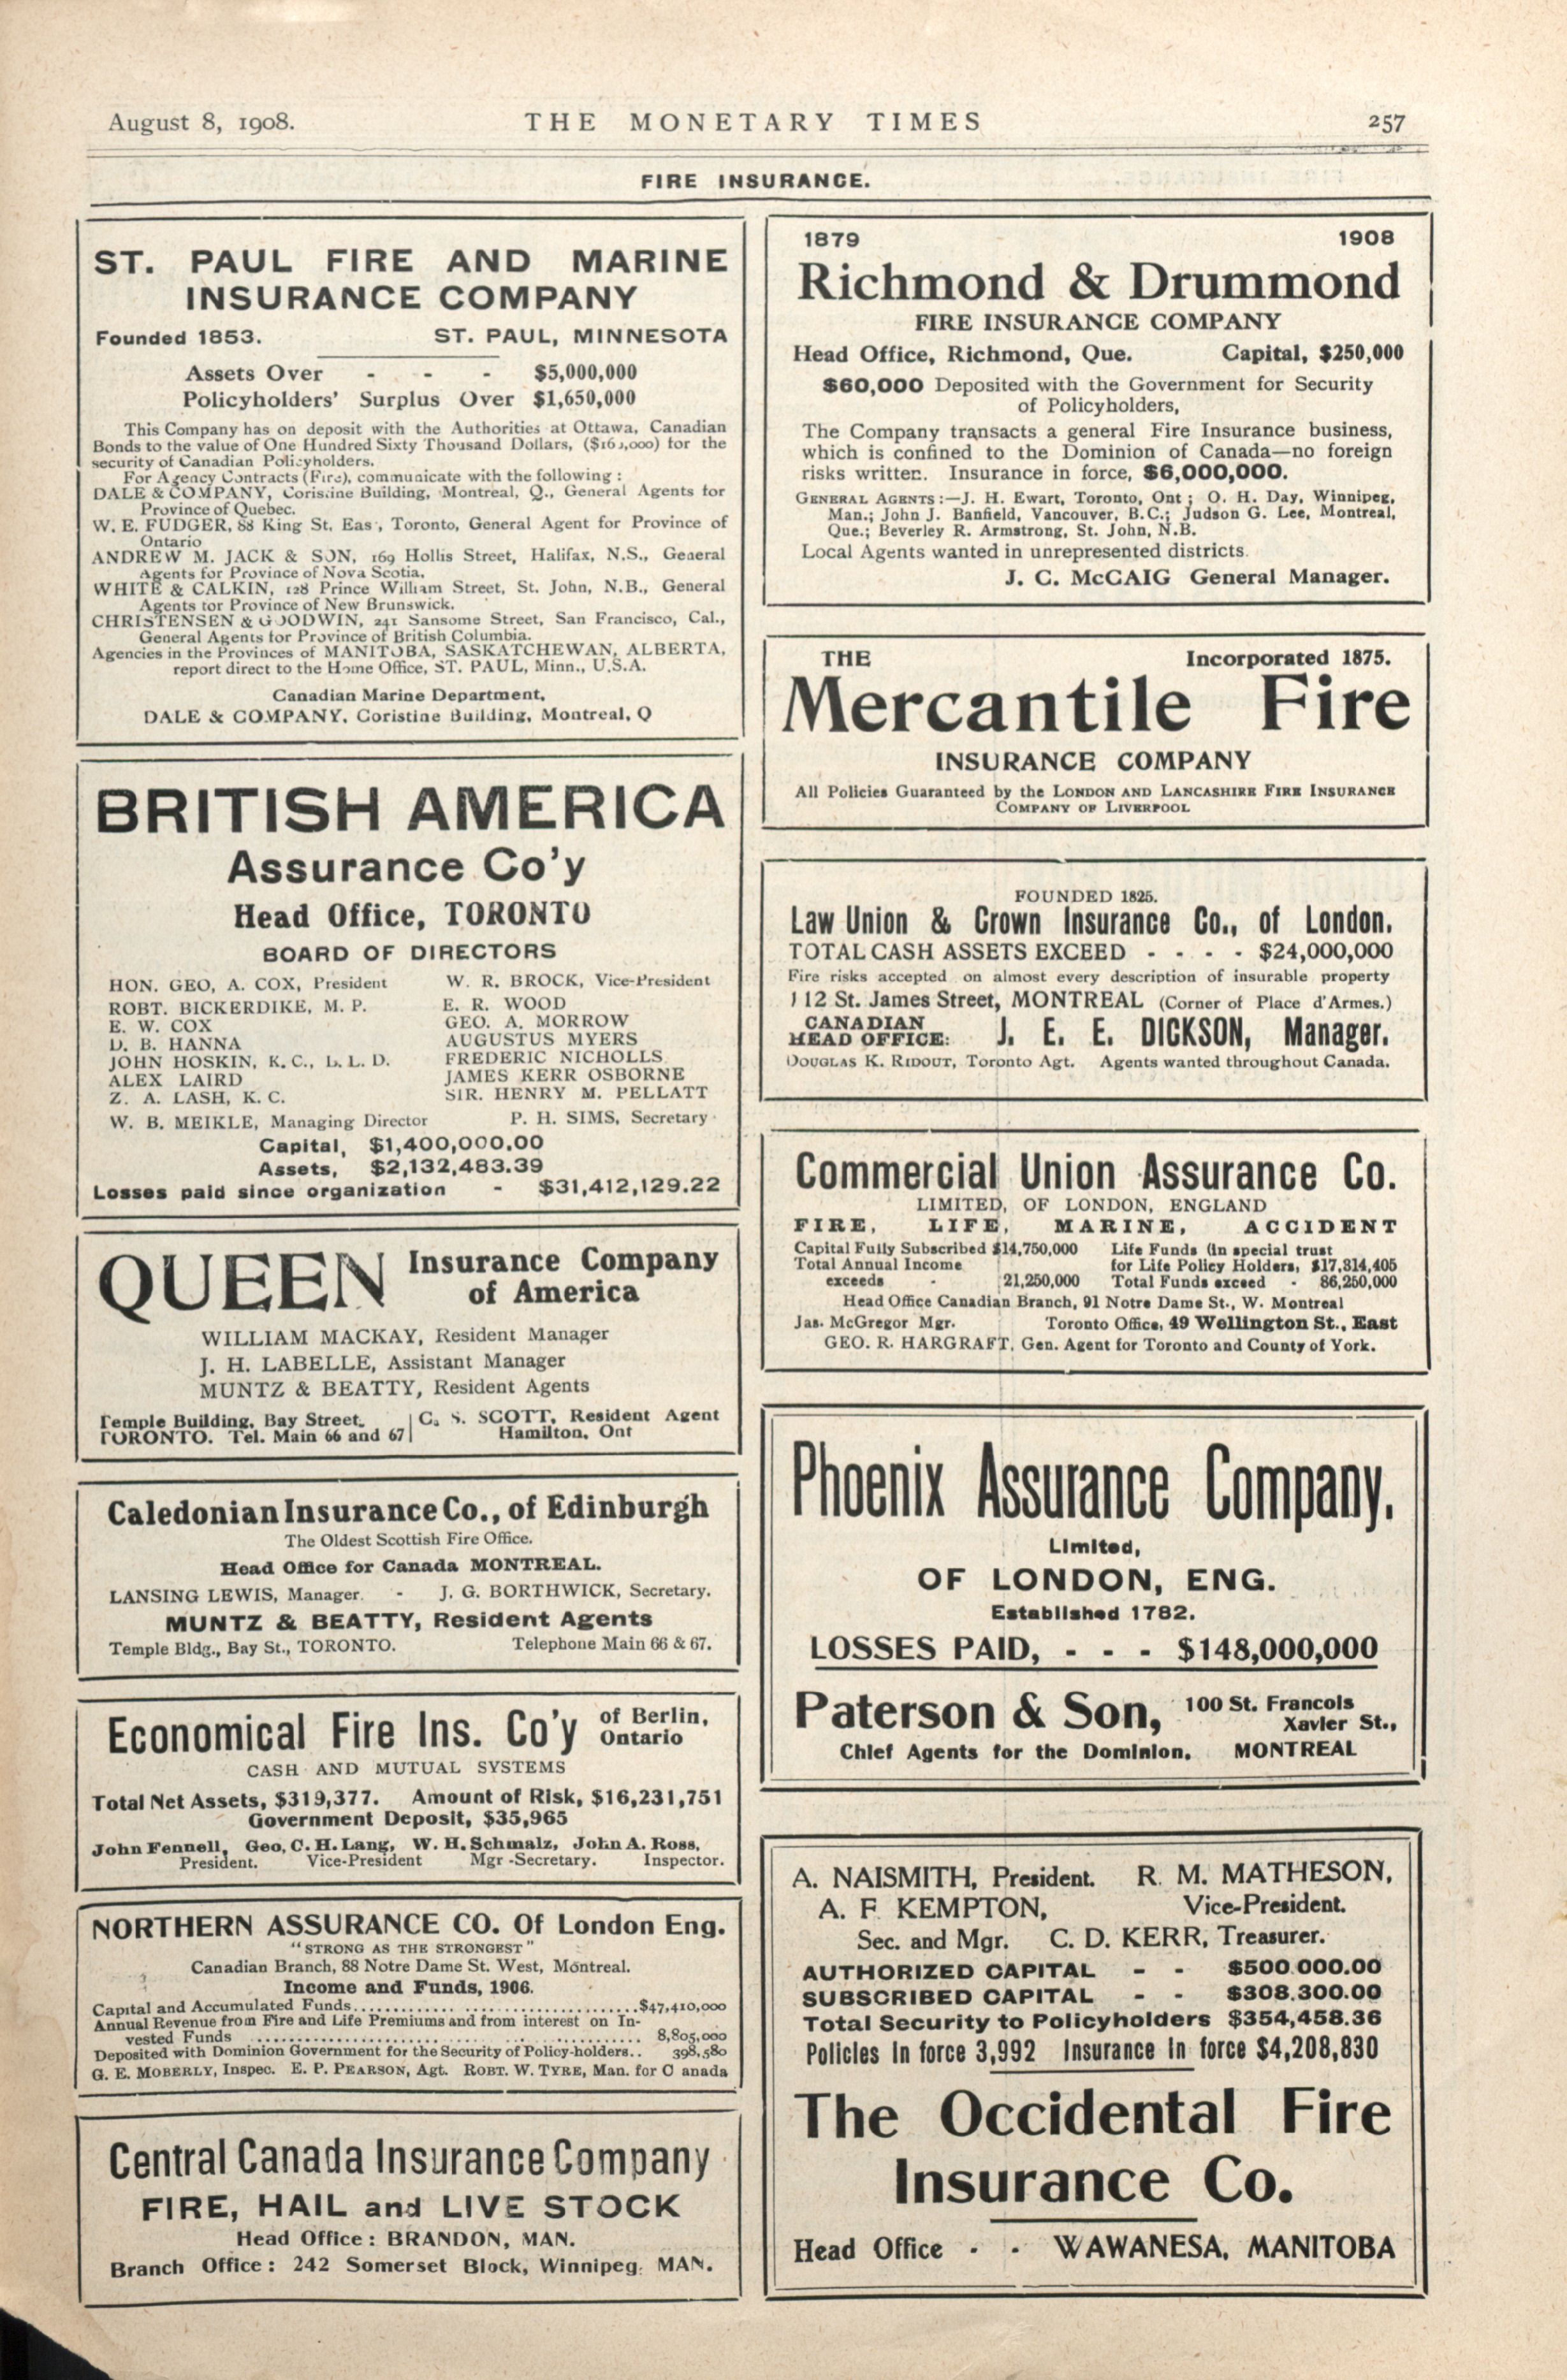 August 8, 1908.
THE MONETARY TIMES
257
FIRE INSURANCE.
ST. PAUL FIRE AND MARINE
INSURANCE COMPANY
Founded 1853. ST. PAUL, MINNESOTA
Assets Over - - - $5,000,000
Policyholders' Surplus Over $1,650,000
This Company has on deposit with the Authorities at Ottawa, Canadian
Bonds to the value of One Hundred Sixty Thousand Dollars, for the
security of Canadian Policyholders.
For Agency Contracts (Fire), communicate with the following :
DALE & COMPANY, Coristine Building, Montreal, Q., General Agents for
Province of Quebec.
W. E. FUDGER, 88 King St. Eas , Toronto, General Agent for Province of
Ontario
ANDREW M. JACK & SON, 169 Hollis Street, Halifax, N.S., General
Agents for Province of Nova Scotia.
WHITE & CALKIN, 128 Prince William Street, St. John, N.B., General
Agents for Province of New Brunswick.
CHRISTENSEN & GOODWIN, 241 Sansome Street, San Francisco, Cal.,
General Agents for Province of British Columbia.
Agencies in the Provinces of MANITOBA, SASKATCHEWAN, ALBERTA,
report direct to the Home Office, ST. PAUL, Minn., U.S.A.
Canadian Marine Department.
DALE & COMPANY. Coristine Building, Montreal, Q
BRITISH AMERICA
Assurance Co'y
Head Office, TORONTO
BOARD OF DIRECTORS
HON. GEO, A. COX, President W. R. BROCK, Vice-President
ROBT. BICKERDIKE, M. P. E. R. WOOD
E. W. COX GEO. A. MORROW
D. B. HANNA AUGUSTUS MYERS
JOHN HOSKIN, K. C., L. L. D. FREDERIC NICHOLLS
ALEX LAIRD JAMES KERR OSBORNE
Z. A. LASH, K. C. SIR. HENRY M. PELLATT
W. B. MEIKLE, Managing Director P. H. SIMS, Secretary
Capital, $1,400,000.00
Assets, $2,132,483.39
Losses paid since organization - $31,412,129.22
QUEEN Insurance Company
of America
WILLIAM MACKAY, Resident Manager
J. H. LABELLE, Assistant Manager
MUNTZ & BEATTY, Resident Agents
Temple Building, Bay Street. C. S. SCOTT, Resident Agent
TORONTO. Tel. Main 66 and 67 Hamilton, Ont
Caledonian Insurance Co., of Edinburgh
The Oldest Scottish Fire Office.
Head Office for Canada MONTREAL.
LANSING LEWIS, Manager. - J. G. BORTHWICK, Secretary.
MUNTZ & BEATTY, Resident Agents
Temple Bldg., Bay St., TORONTO. Telephone Main 66 & 67.
Economical Fire Ins. Co'y of Berlin,
Ontario
CASH AND MUTUAL SYSTEMS
Total Net Assets, $319,377. Amount of Risk, $16,231,751
Government Deposit, $35,965
John Fennell, Geo. C. H. Lang, W. H. Schmalz, John A. Ross,
President. Vice-President Mgr -Secretary. Inspector.
NORTHERN ASSURANCE CO. Of London Eng.
"STRONG AS THE STRONGEST"
Canadian Branch, 88 Notre Dame St. West, Montreal.
Income and Funds, 1906.
Capital and Accumulated Funds........................................$47,410,000
Annual Revenue from Fire and Life Premiums and from interest on In-
vested Funds ........................................ 8,805,000
Deposited with Dominion Government for the Security of Policy-holders.. 398,580
G. E. MOBERLY, Inspec. E. P. PEARSON, Agt. ROBT. W. TYRE, Man. for C anada
Central Canada Insurance Company
FIRE, HAIL and LIVE STOCK
Head Office : BRANDON, MAN.
Branch Office : 242 Somerset Block, Winnipeg. MAN.
1879 1908
Richmond & Drummond
FIRE INSURANCE COMPANY
Head Office, Richmond, Que. Capital, $250,000
$60,000 Deposited with the Government for Security
of Policyholders,
The Company transacts a general Fire Insurance business,
which is confined to the Dominion of Canada—no foreign
risks written. Insurance in force, $6,000,000.
GENERAL AGENTS :—J. H. Ewart, Toronto, Ont ; O. H. Day, Winnipeg,
Man.; John J. Banfield, Vancouver, B.C.; Judson G. Lee, Montreal,
Que.; Beverley R. Armstrong, St. John, N.B.
Local Agents wanted in unrepresented districts.
J. C. McCAIG General Manager.
THE Incorporated 1875.
Mercantile Fire
INSURANCE COMPANY
All Policies Guaranteed by the LONDON AND LANCASHIRE FIRE INSURANCE
COMPANY OF LIVERPOOL
FOUNDED 1825.
Law Union & Crown Insurance Co., of London.
TOTAL CASH ASSETS EXCEED - - - - $24,000,000
Fire risks accepted on almost every description of insurable property
112 St. James Street, MONTREAL (Corner of Place d'Armes.)
CANADIAN
HEAD OFFICE: J. E. E. DICKSON, Manager.
DOUGLAS K. RIDOUT, Toronto Agt. Agents wanted throughout Canada.
Commercial Union Assurance Co.
LIMITED, OF LONDON, ENGLAND
FIRE, LIFE, MARINE, ACCIDENT
Capital Fully Subscribed $14,750,000 Life Funds (in special trust
Total Annual Income for Life Policy Holders, $17,314,405
exceeds - 21,250,000 Total Funds exceed - 86,250,000
Head Office Canadian Branch, 91 Notre Dame St., W. Montreal
Jas. McGregor Mgr. Toronto Office, 49 Wellington St., East
GEO. R. HARGRAFT, Gen. Agent for Toronto and County of York.
Phoenix Assurance Company,
Limited,
OF LONDON, ENG.
Established 1782.
LOSSES PAID, - - - $148,000,000
Paterson & Son, 100 St. Francois
Xavier St.,
Chief Agents for the Dominion. MONTREAL
A. NAISMITH, President. R. M. MATHESON,
A. F. KEMPTON, Vice-President.
Sec. and Mgr. C. D. KERR, Treasurer.
AUTHORIZED CAPITAL - - $500.000.00
SUBSCRIBED CAPITAL - - $308.300.00
Total Security to Policyholders $354,458.36
Policies in force 3,992 Insurance in force $4,208,830
The Occidental Fire
Insurance Co.
Head Office - - WAWANESA, MANITOBA